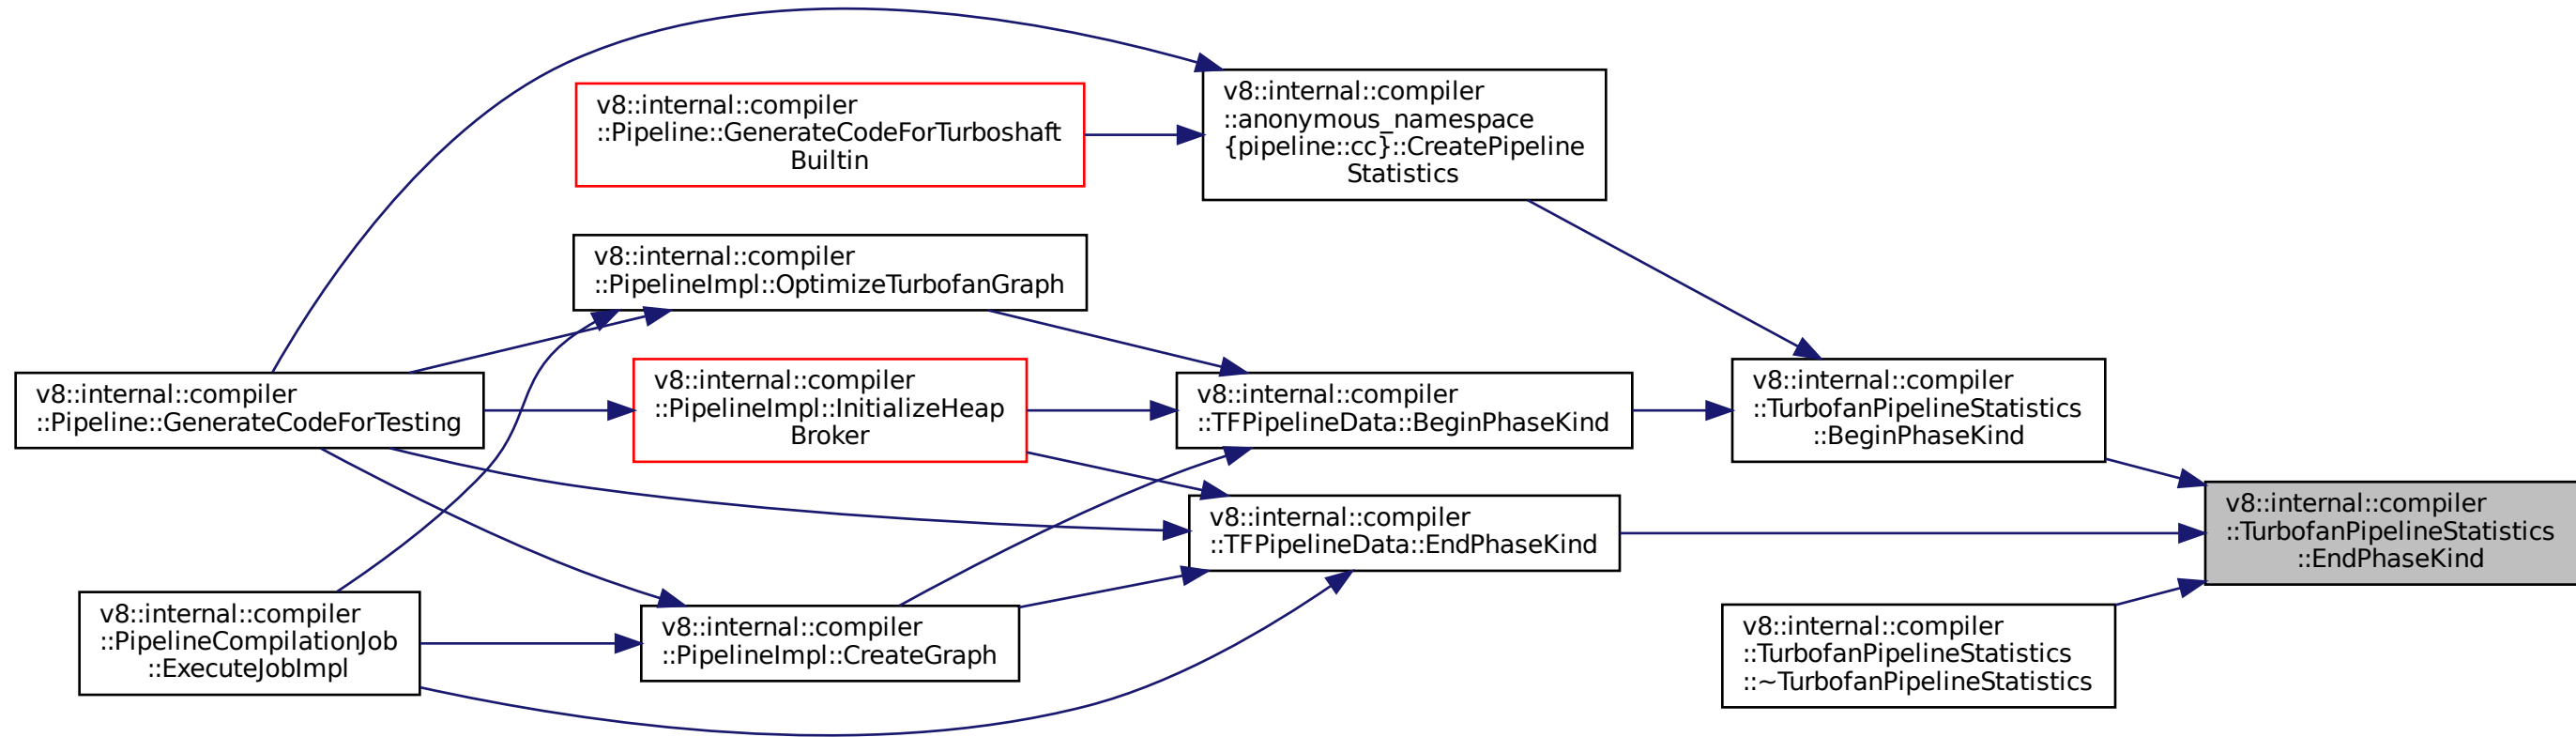 v8::internal::compiler
::anonymous_namespace
{pipeline::cc}::CreatePipeline
Statistics
v8::internal::compiler
::Pipeline::GenerateCodeForTurboshaft
Builtin
v8::internal::compiler
::PipelineImpl::OptimizeTurbofanGraph
v8::internal::compiler
::Pipeline::GenerateCodeForTesting
v8::internal::compiler
::PipelineImpl::InitializeHeap
Broker
v8::internal::compiler
::TFPipelineData::BeginPhaseKind
v8::internal::compiler
::TurbofanPipelineStatistics
::BeginPhaseKind
v8::internal::compiler
::TFPipelineData::EndPhaseKind
v8::internal::compiler
::TurbofanPipelineStatistics
::EndPhaseKind
v8::internal::compiler
::PipelineCompilationJob
::ExecuteJobImpl
v8::internal::compiler
::PipelineImpl::CreateGraph
v8::internal::compiler
::TurbofanPipelineStatistics
::~TurbofanPipelineStatistics